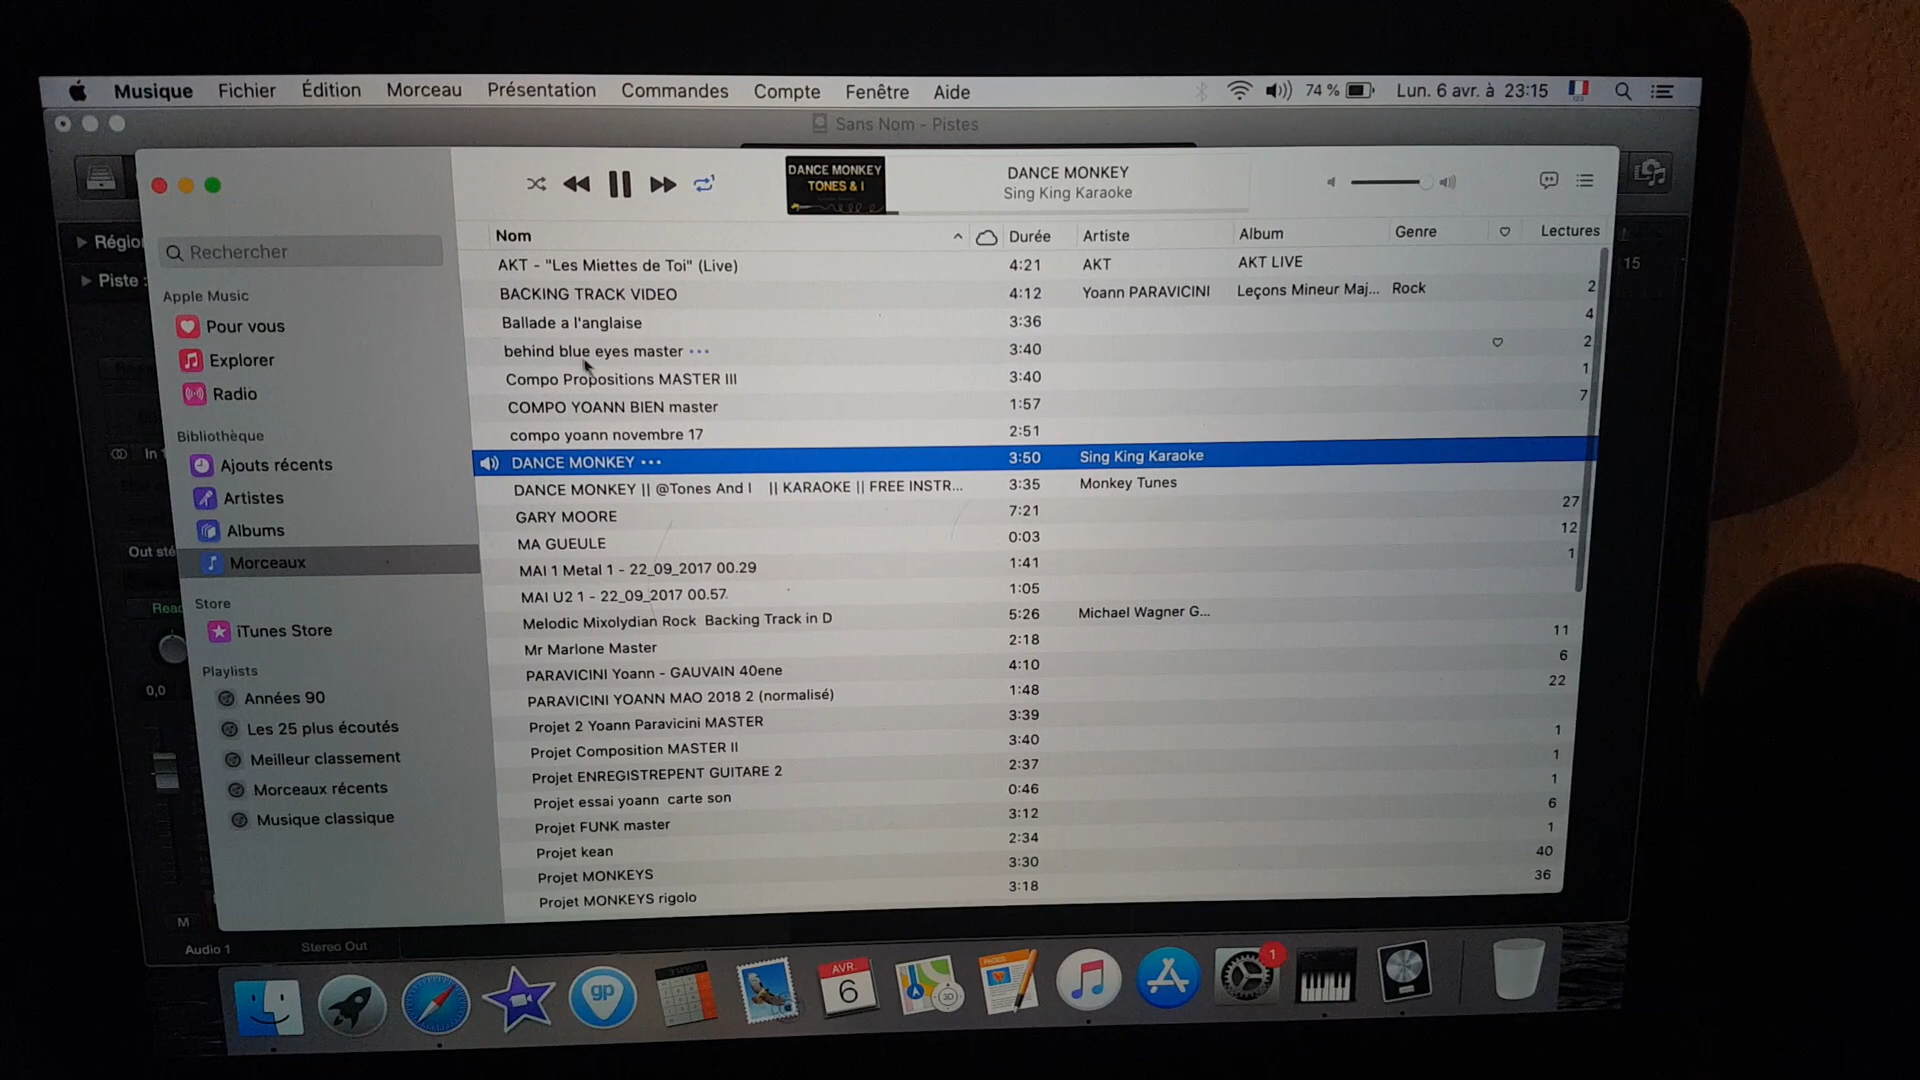 Musique Fichier Édition Morceau Présentation Commandes Compte Fenêtre Aide 74 % Lun. 6 avr. à 23:15
Sans Nom - Pistes
DANCE MONKEY
TONES & I
DANCE MONKEY
Sing King Karaoke
Régio
Piste :
In 1
Out sté
Read
0,0
M
Audio 1
Stereo Out
15
Rechercher
Apple Music
Pour vous
Explorer
Radio
Bibliothèque
Ajouts récents
Artistes
Albums
Morceaux
Store
iTunes Store
Playlists
Années 90
Les 25 plus écoutés
Meilleur classement
Morceaux récents
Musique classique
Nom Durée Artiste Album Genre Lectures
AKT - "Les Miettes de Toi" (Live) 4:21 AKT AKT LIVE
BACKING TRACK VIDEO 4:12 Yoann PARAVICINI Leçons Mineur Maj... Rock 2
Ballade a l'anglaise 3:36 4
behind blue eyes master ••• 3:40 2
Compo Propositions MASTER III 3:40 1
COMPO YOANN BIEN master 1:57 7
compo yoann novembre 17 2:51
DANCE MONKEY ••• 3:50 Sing King Karaoke
DANCE MONKEY || @Tones And I || KARAOKE || FREE INSTR... 3:35 Monkey Tunes
GARY MOORE 7:21 27
MA GUEULE 0:03 12
MAI 1 Metal 1 - 22_09_2017 00.29 1:41 1
MAI U2 1 - 22_09_2017 00.57 1:05
Melodic Mixolydian Rock Backing Track in D 5:26 Michael Wagner G...
Mr Marlone Master 2:18 11
PARAVICINI Yoann - GAUVAIN 40ene 4:10 6
PARAVICINI YOANN MAO 2018 2 (normalisé) 1:48 22
Projet 2 Yoann Paravicini MASTER 3:39
Projet Composition MASTER II 3:40 1
Projet ENREGISTREPENT GUITARE 2 2:37 1
Projet essai yoann carte son 0:46 1
Projet FUNK master 3:12 6
Projet kean 2:34 1
Projet MONKEYS 3:30 40
Projet MONKEYS rigolo 3:18 36
gp
AVR.
6
3D
PAGES
1